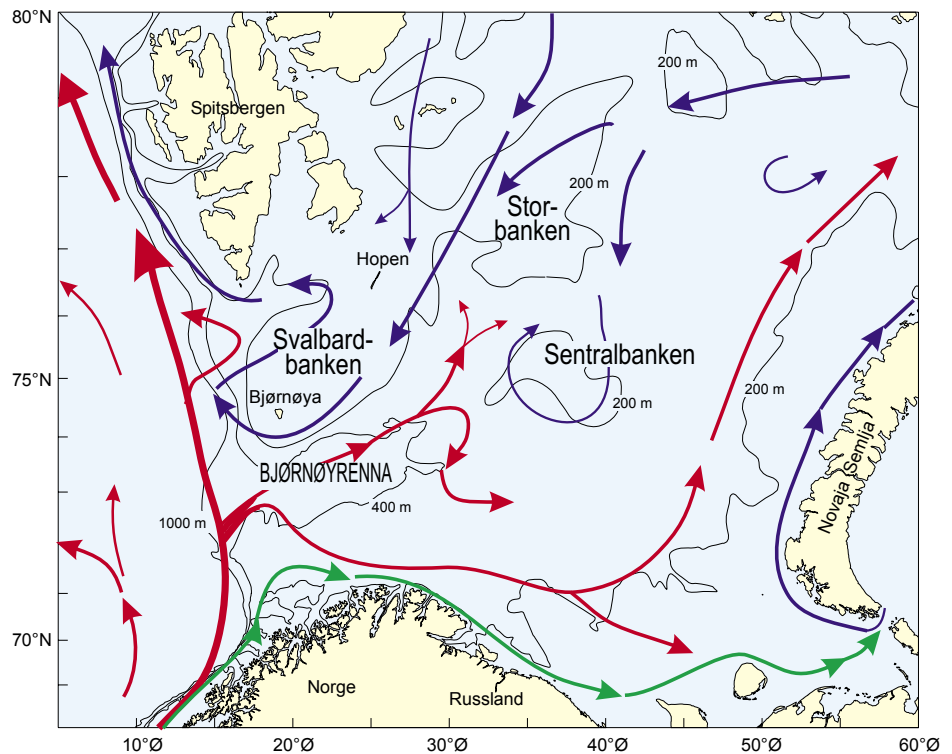 80°N
200 m
Spitsbergen
200 m
Stor-
banken
Hopen
Svalbard-
banken
Sentralbanken
75°N
Bjørnøya
200 m
200 m
Novaja Semlja
BJØRNØYRENNA
400 m
1000 m
70°N
Norge
Russland
10°Ø
20°Ø
30°Ø
40°Ø
50°Ø
60°Ø